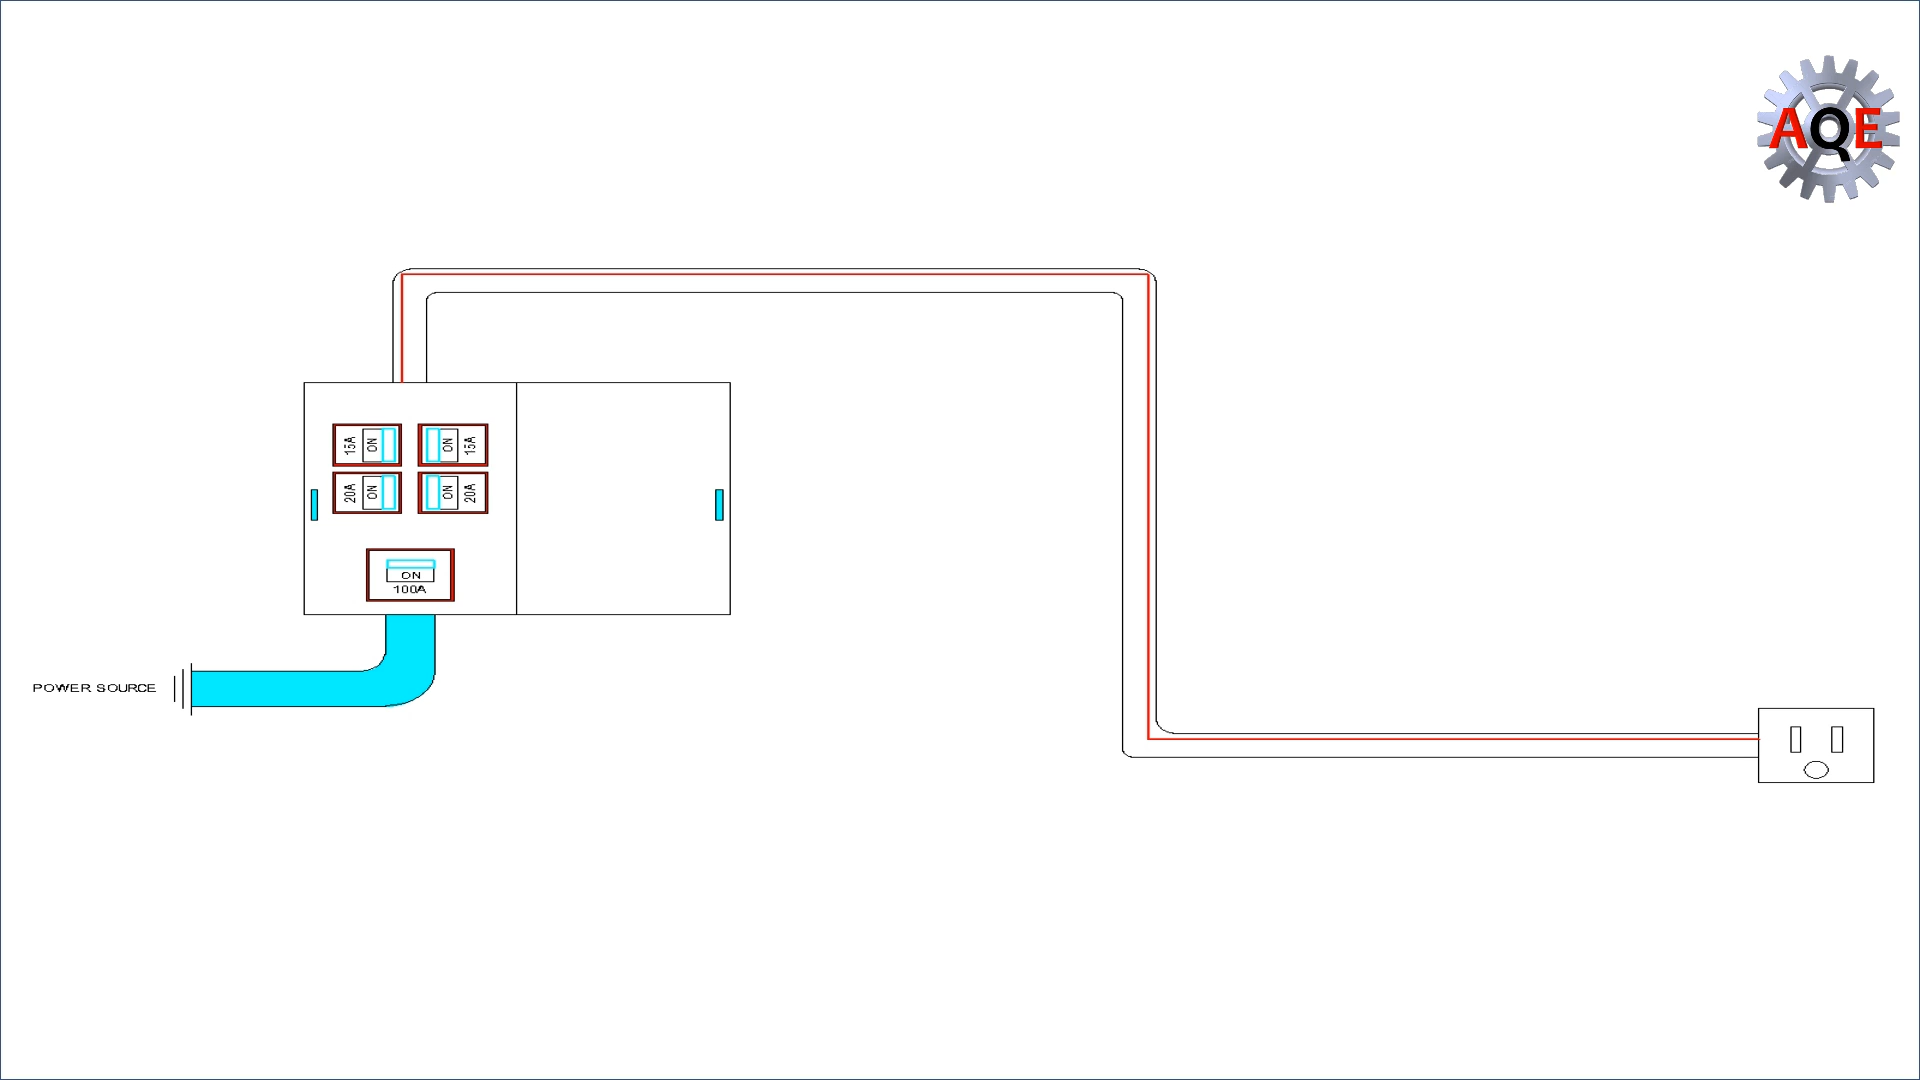 AQE
15A ON ON 15A
20A ON ON 20A
ON
100A
POWER SOURCE